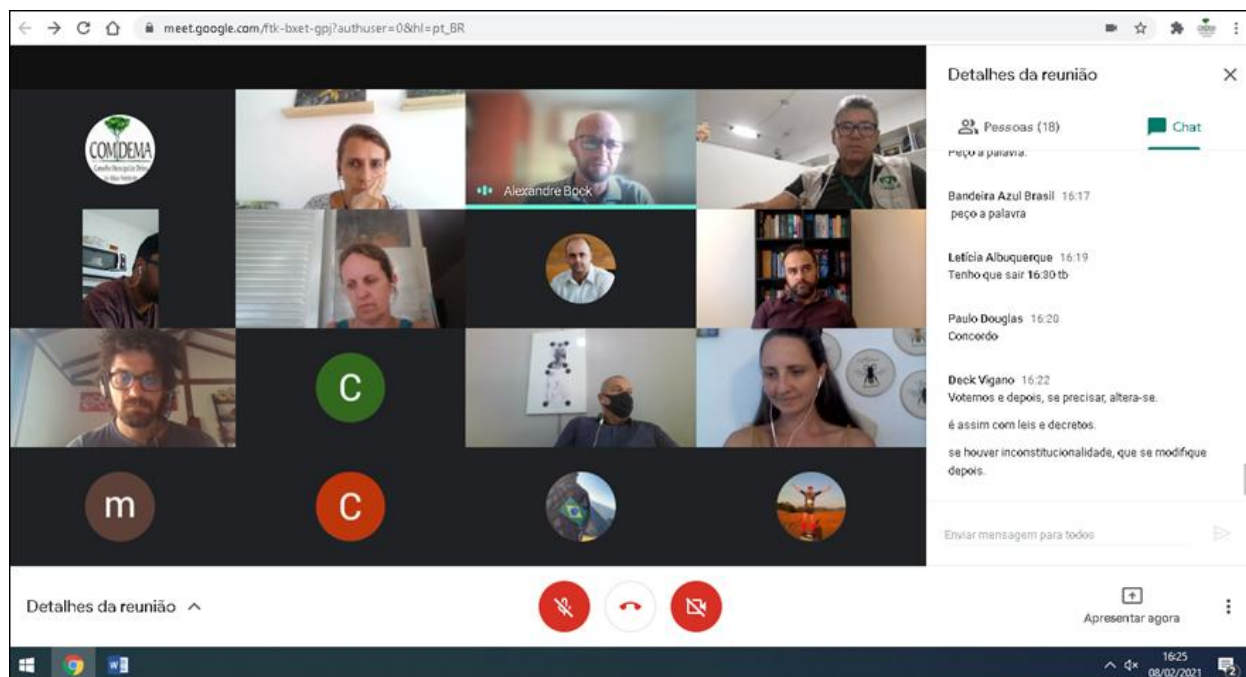 meet.google.com/ftk-bxet-gpj?authuser=0&hl=pt_BR
COMDEMA
Alexandre Bock
C
m
C
Detalhes da reunião
Pessoas (18)
Chat
Peço a palavra.
Bandeira Azul Brasil 16:17
peço a palavra
Letícia Albuquerque 16:19
Tenho que sair 16:30 tb
Paulo Douglas 16:20
Concordo
Deck Vigano 16:22
Votemos e depois, se precisar, altera-se.
é assim com leis e decretos.
se houver inconstitucionalidade, que se modifique
depois.
Enviar mensagem para todos
Detalhes da reunião
Apresentar agora
16:25
08/02/2021
2